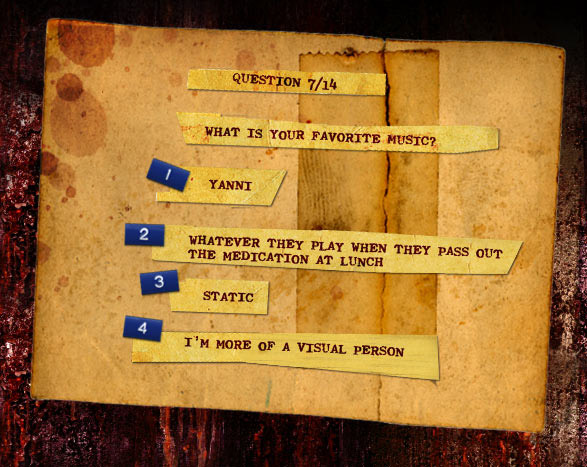 QUESTION 7/14
WHAT IS YOUR FAVORITE MUSIC?
1 YANNI
2 WHATEVER THEY PLAY WHEN THEY PASS OUT
THE MEDICATION AT LUNCH
3 STATIC
4 I'M MORE OF A VISUAL PERSON